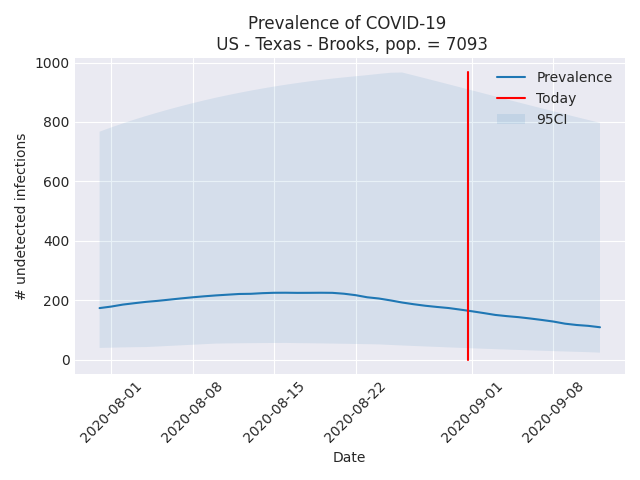 Prevalence of COVID-19
US - Texas - Brooks, pop. = 7093
1000
800
600
400
200
0
# undetected infections
Prevalence
Today
95CI
2020-08-01
2020-08-08
2020-08-15
2020-08-22
2020-09-01
2020-09-08
Date